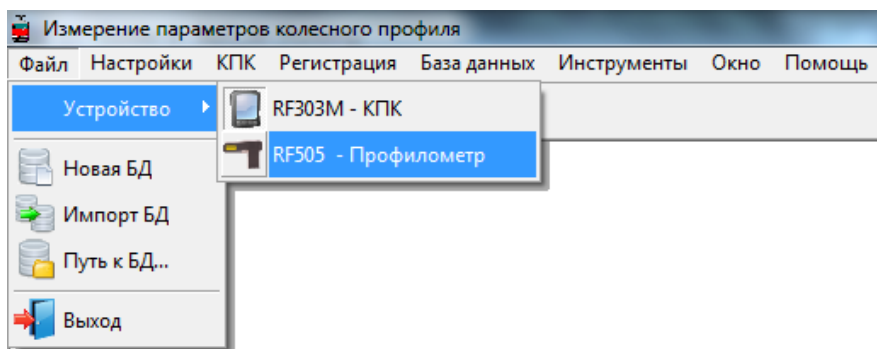 Измерение параметров колесного профиля
Файл Настройки КПК Регистрация База данных Инструменты Окно Помощь
Устройство RF303M - КПК
RF505 - Профилометр
Новая БД
Импорт БД
Путь к БД...
Выход